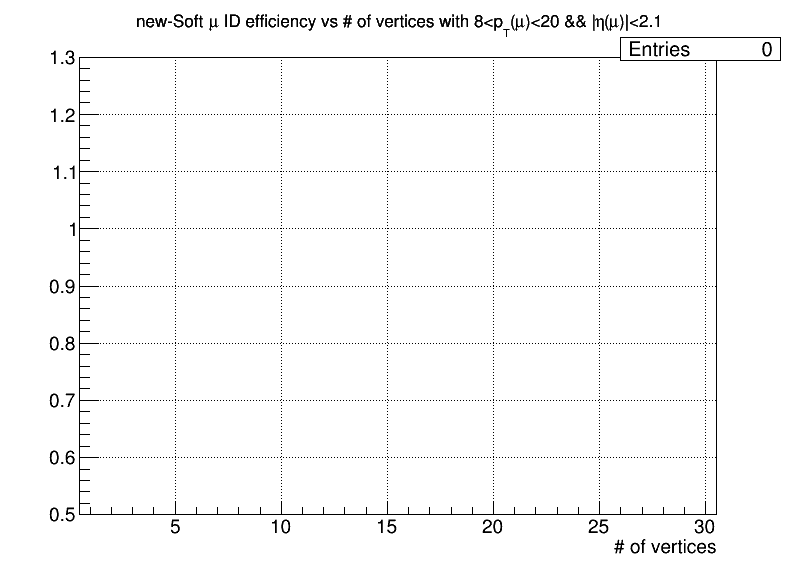 new-Soft μ ID efficiency vs # of vertices with 8<p_T(μ)<20 && |η(μ)|<2.1
Entries 0
1.3
1.2
1.1
1
0.9
0.8
0.7
0.6
0.5
5 10 15 20 25 30
# of vertices